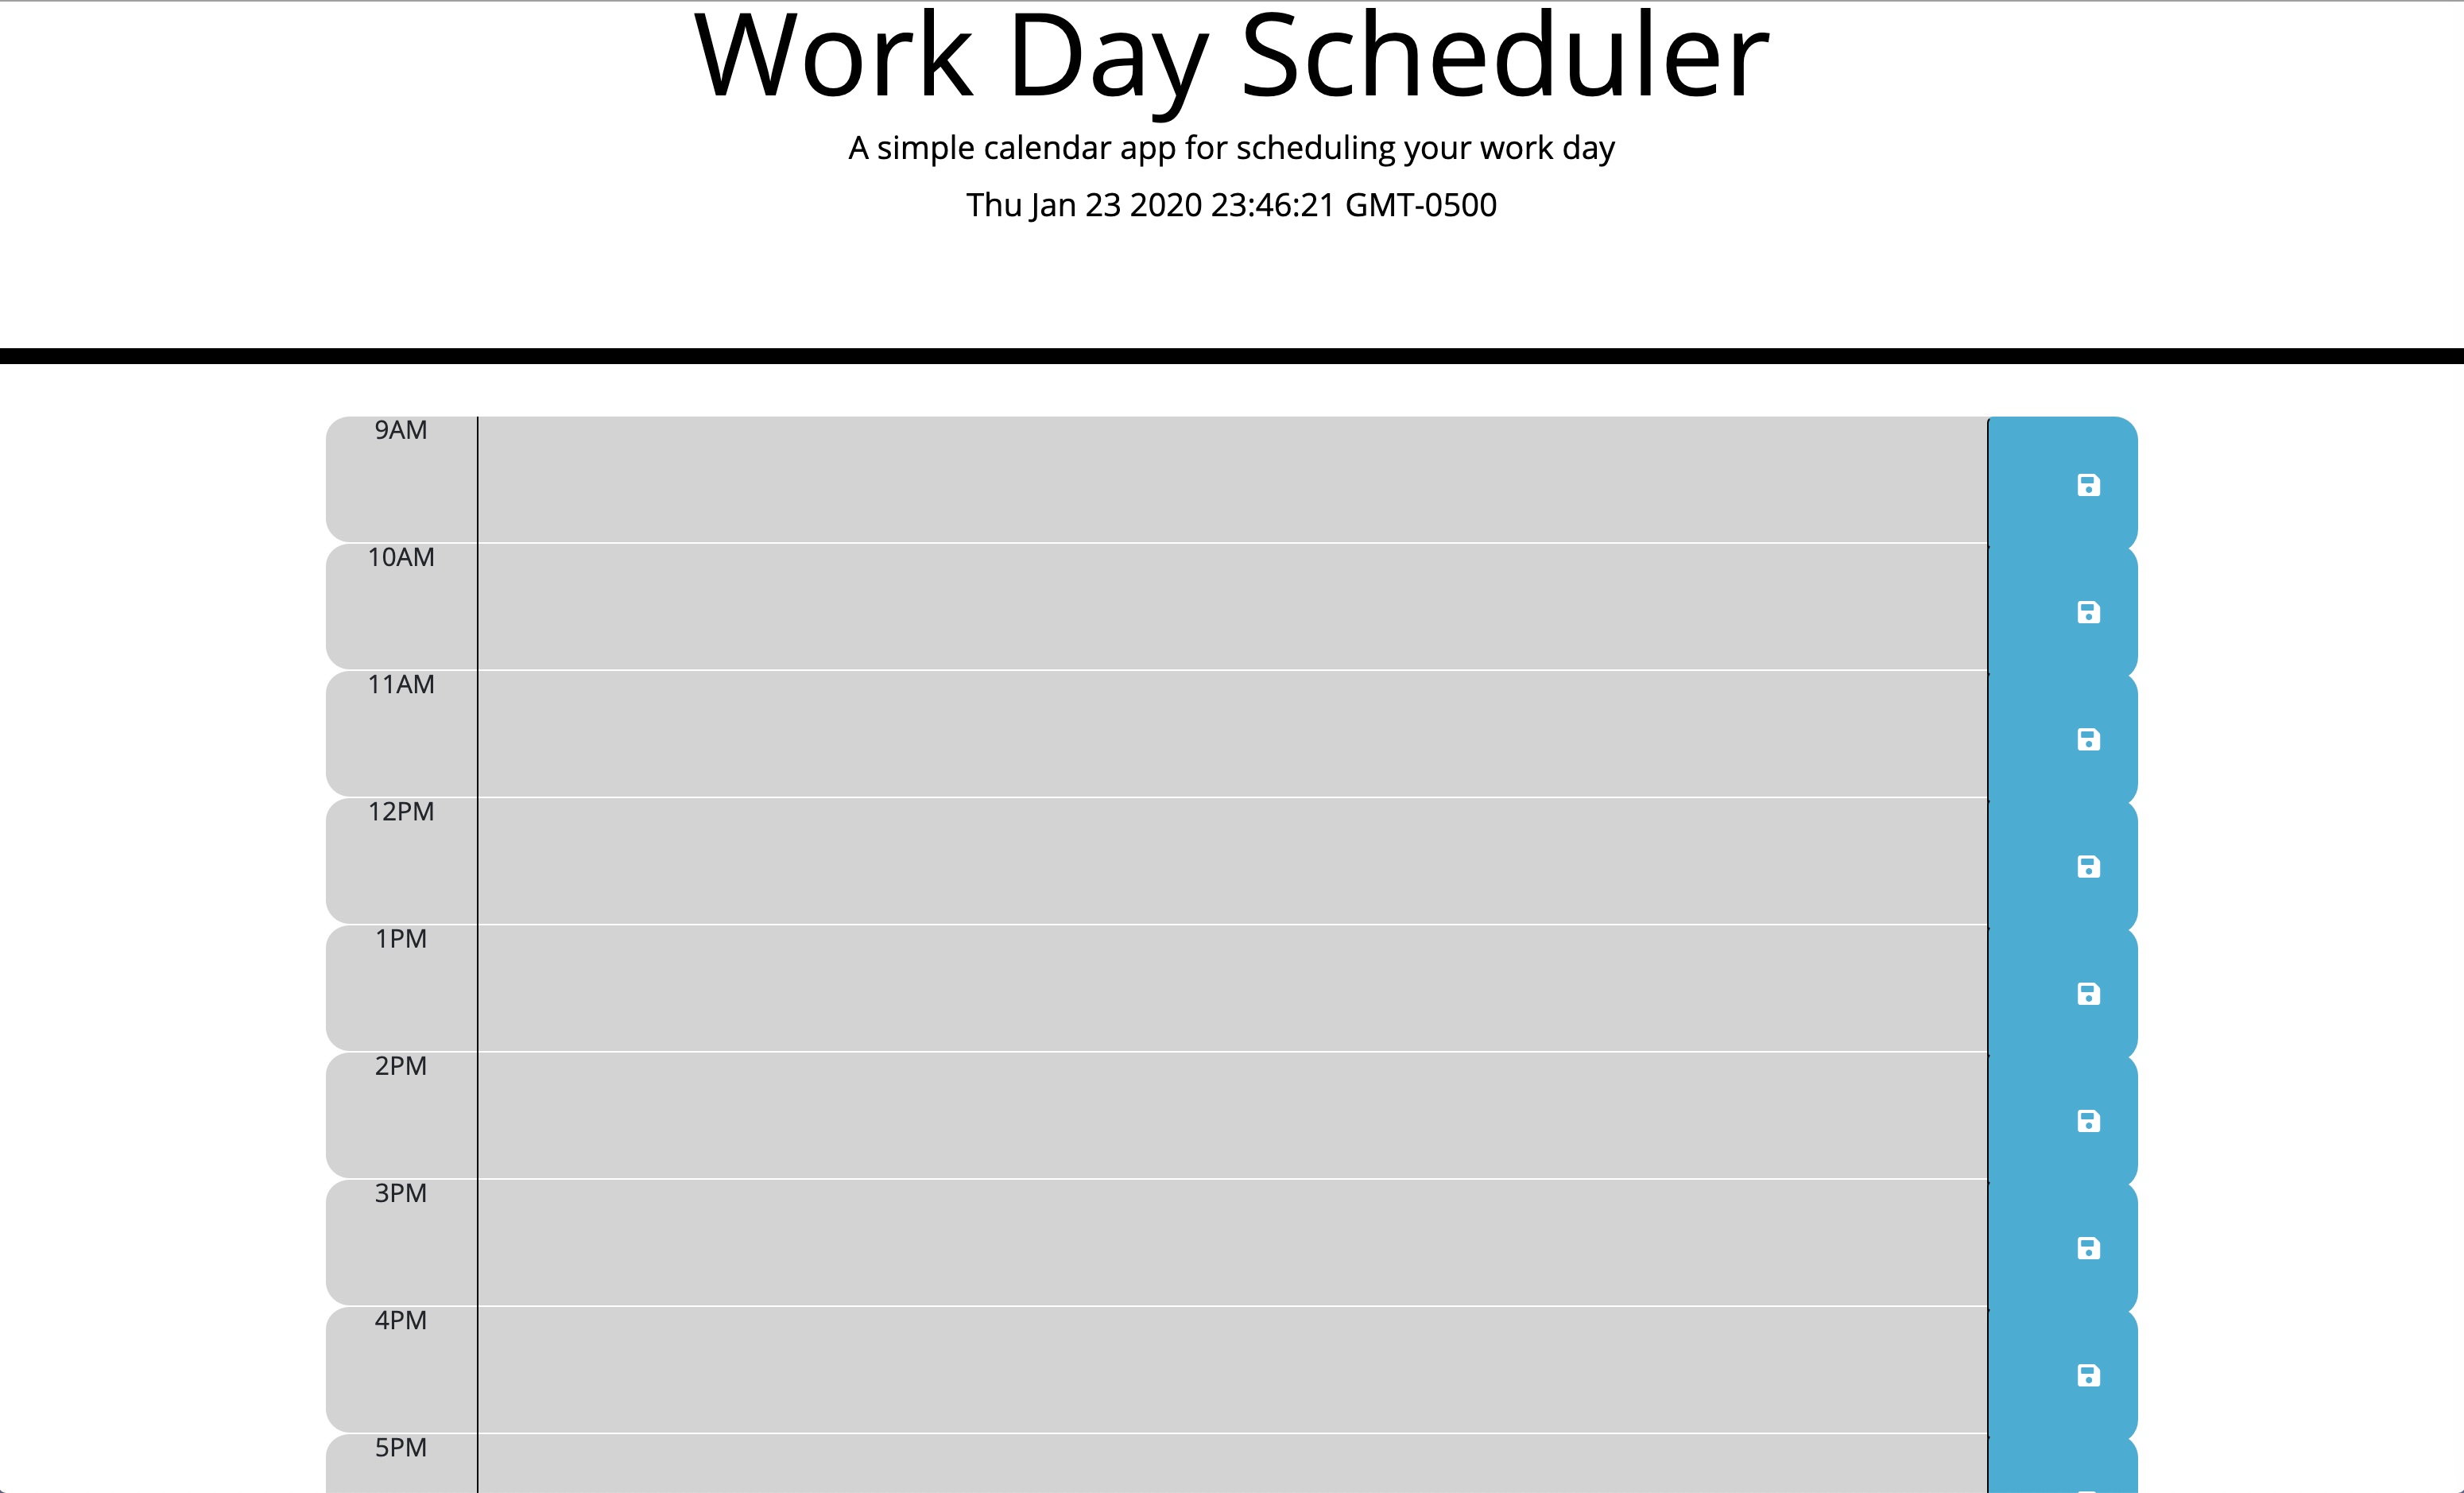 Work Day Scheduler
A simple calendar app for scheduling your work day
Thu Jan 23 2020 23:46:21 GMT-0500
9AM
10AM
11AM
12PM
1PM
2PM
3PM
4PM
5PM